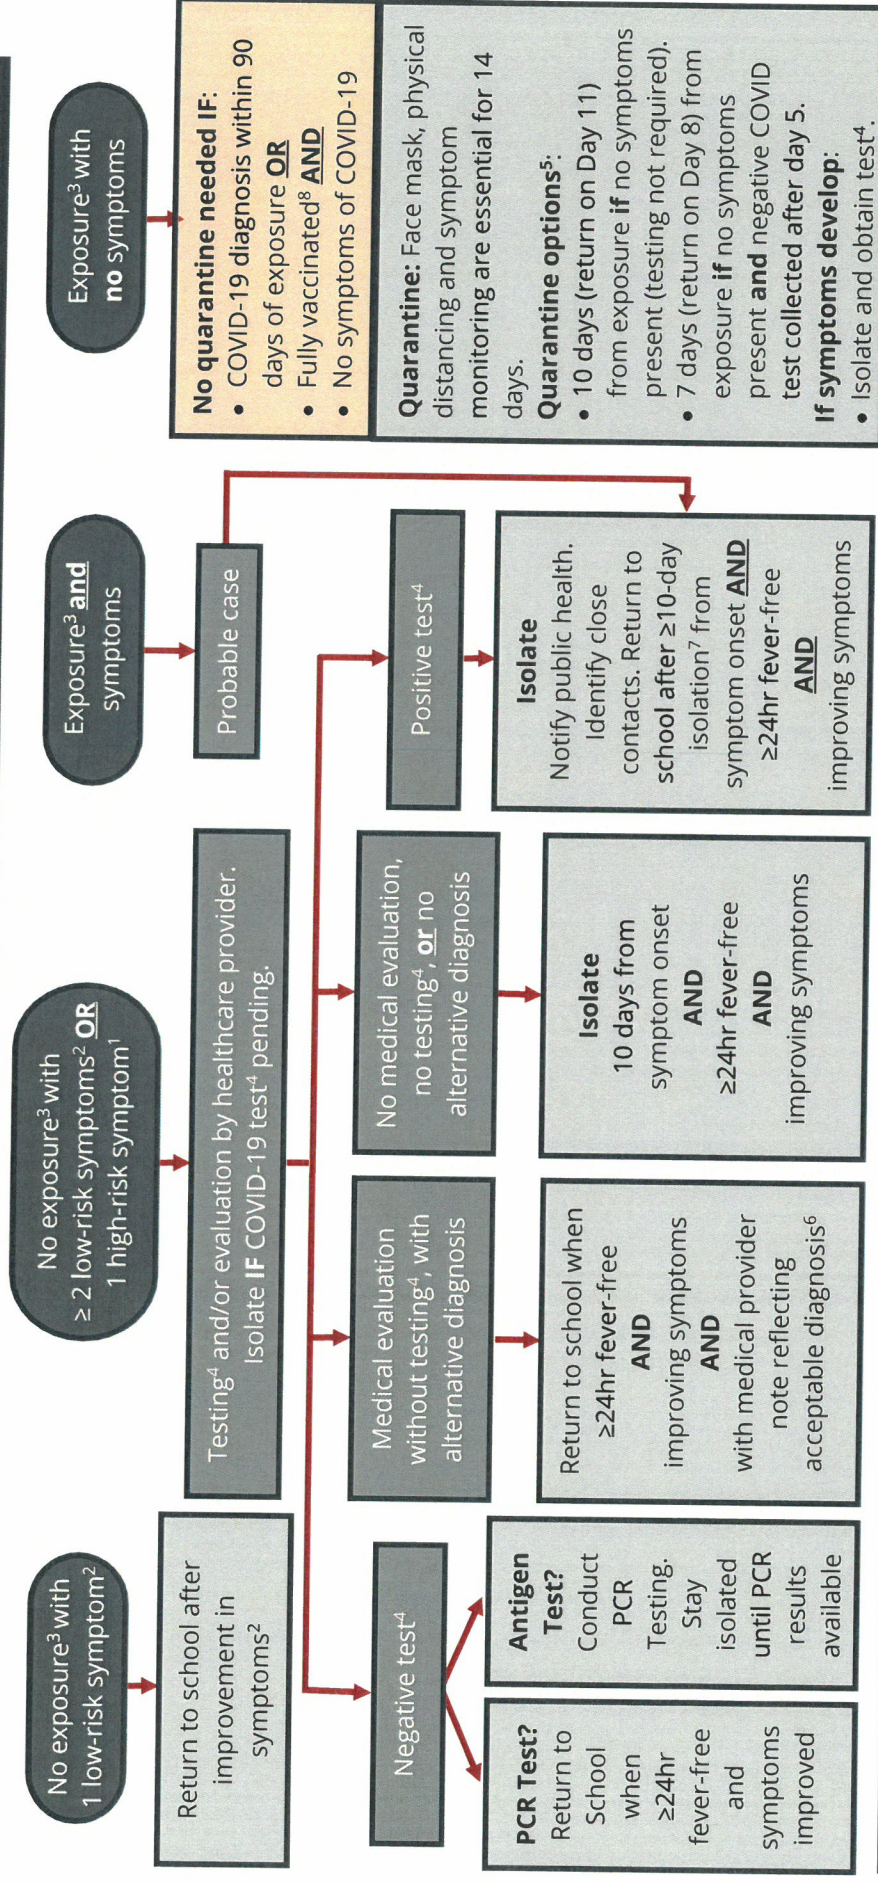 No exposure³ with
1 low-risk symptom²
Return to school after
improvement in
symptoms²
No exposure³ with
≥ 2 low-risk symptoms² OR
1 high-risk symptom¹
Testing⁴ and/or evaluation by healthcare provider.
Isolate IF COVID-19 test⁴ pending.
Negative test⁴
PCR Test?
Return to
School
when
≥24hr
fever-free
and
symptoms
improved
Antigen
Test?
Conduct
PCR
Testing.
Stay
isolated
until PCR
results
available
Medical evaluation
without testing⁴, with
alternative diagnosis
Return to school when
≥24hr fever-free
AND
improving symptoms
AND
with medical provider
note reflecting
acceptable diagnosis⁶
No medical evaluation,
no testing⁴, or no
alternative diagnosis
Isolate
10 days from
symptom onset
AND
≥24hr fever-free
AND
improving symptoms
Exposure³ and
symptoms
Probable case
Positive test⁴
Isolate
Notify public health.
Identify close
contacts. Return to
school after ≥10-day
isolation⁷ from
symptom onset AND
≥24hr fever-free
AND
improving symptoms
Exposure³ with
no symptoms
No quarantine needed IF:
• COVID-19 diagnosis within 90
days of exposure OR
• Fully vaccinated⁸ AND
• No symptoms of COVID-19
Quarantine: Face mask, physical
distancing and symptom
monitoring are essential for 14
days.
Quarantine options⁵:
• 10 days (return on Day 11)
from exposure if no symptoms
present (testing not required).
• 7 days (return on Day 8) from
exposure if no symptoms
present and negative COVID
test collected after day 5.
If symptoms develop:
• Isolate and obtain test⁴.